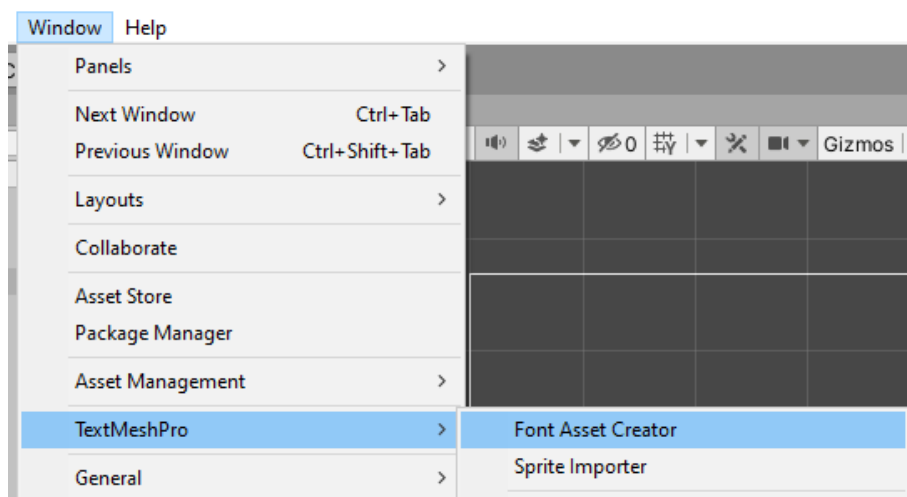 Window Help
Panels
Next Window Ctrl+Tab
Previous Window Ctrl+Shift+Tab
0 Gizmos
Layouts
Collaborate
Asset Store
Package Manager
Asset Management
TextMeshPro Font Asset Creator
Sprite Importer
General